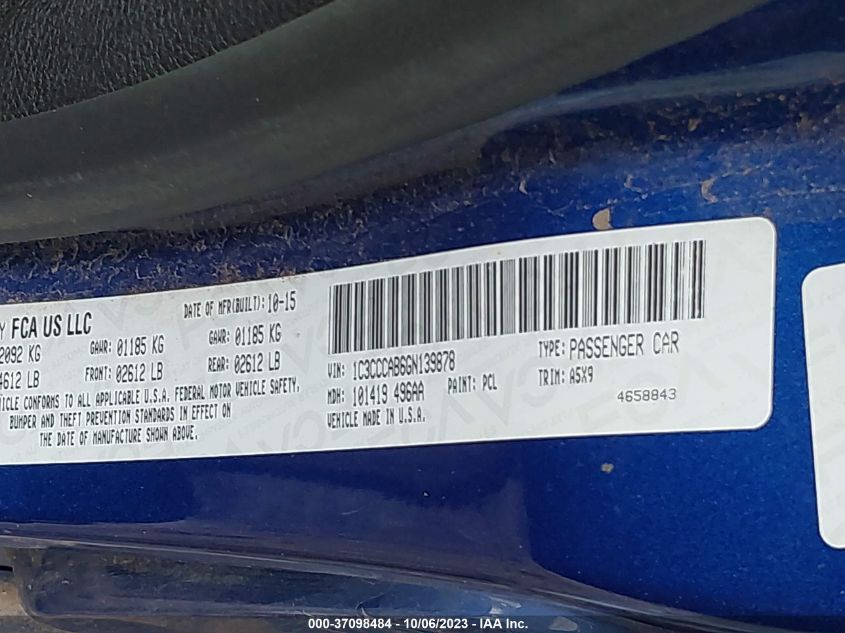 Y FCA US LLC
DATE OF MFR(BUILT): 10-15
2092 KG GAWR: 01185 KG GAWR: 01185 KG
4612 LB FRONT: 02612 LB REAR: 02612 LB
VEHICLE CONFORMS TO ALL APPLICABLE U.S.A. FEDERAL MOTOR VEHICLE SAFETY,
BUMPER AND THEFT PREVENTION STANDARDS IN EFFECT ON
THE DATE OF MANUFACTURE SHOWN ABOVE.
VIN: 1C3CCCAB6GN139878 TYPE: PASSENGER CAR
MDH: 101419 496AA PAINT: PCL TRIM: A5X9
VEHICLE MADE IN U.S.A. 4658843
000-37098484 - 10/06/2023 - IAA Inc.